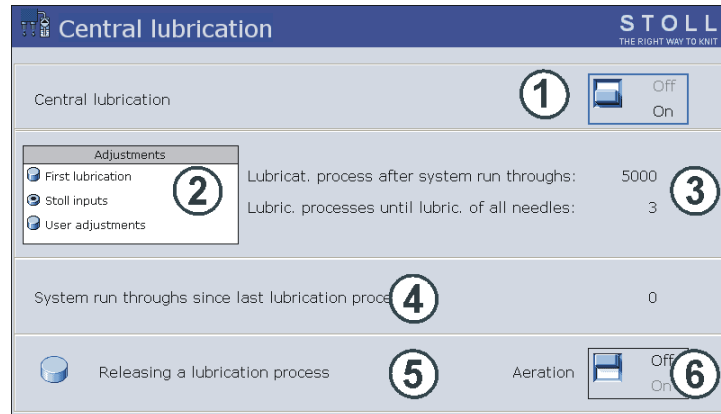 Central lubrication
STOLL
THE RIGHT WAY TO KNIT
Central lubrication
1
Off
On
Adjustments
First lubrication
Stoll inputs
User adjustments
2
Lubricat. process after system run throughs: 5000
Lubric. processes until lubric. of all needles: 3
3
System run throughs since last lubrication proce
4
0
Releasing a lubrication process
5
Aeration
Off
On
6